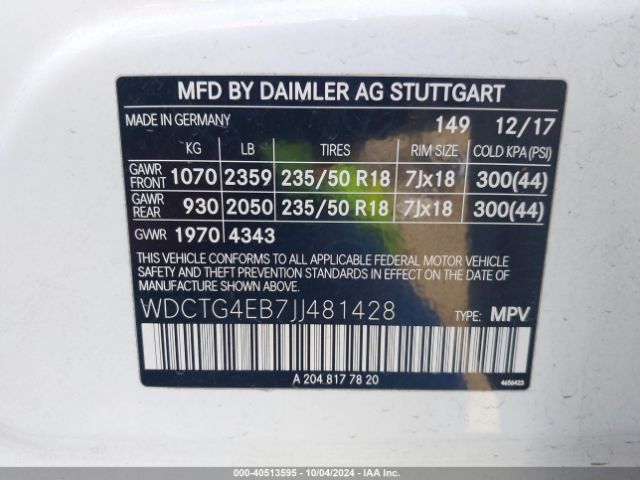 MFD BY DAIMLER AG STUTTGART
MADE IN GERMANY 149 12/17
KG LB TIRES RIM SIZE COLD KPA (PSI)
GAWR FRONT 1070 2359 235/50 R18 7Jx18 300(44)
GAWR REAR 930 2050 235/50 R18 7Jx18 300(44)
GVWR 1970 4343
THIS VEHICLE CONFORMS TO ALL APPLICABLE FEDERAL MOTOR VEHICLE
SAFETY AND THEFT PREVENTION STANDARDS IN EFFECT ON THE DATE
OF MANUFACTURE SHOWN ABOVE.
WDCTG4EB7JJ481428 TYPE: MPV
A 204 817 78 20 4656423
000-40513595 - 10/04/2024 - IAA Inc.